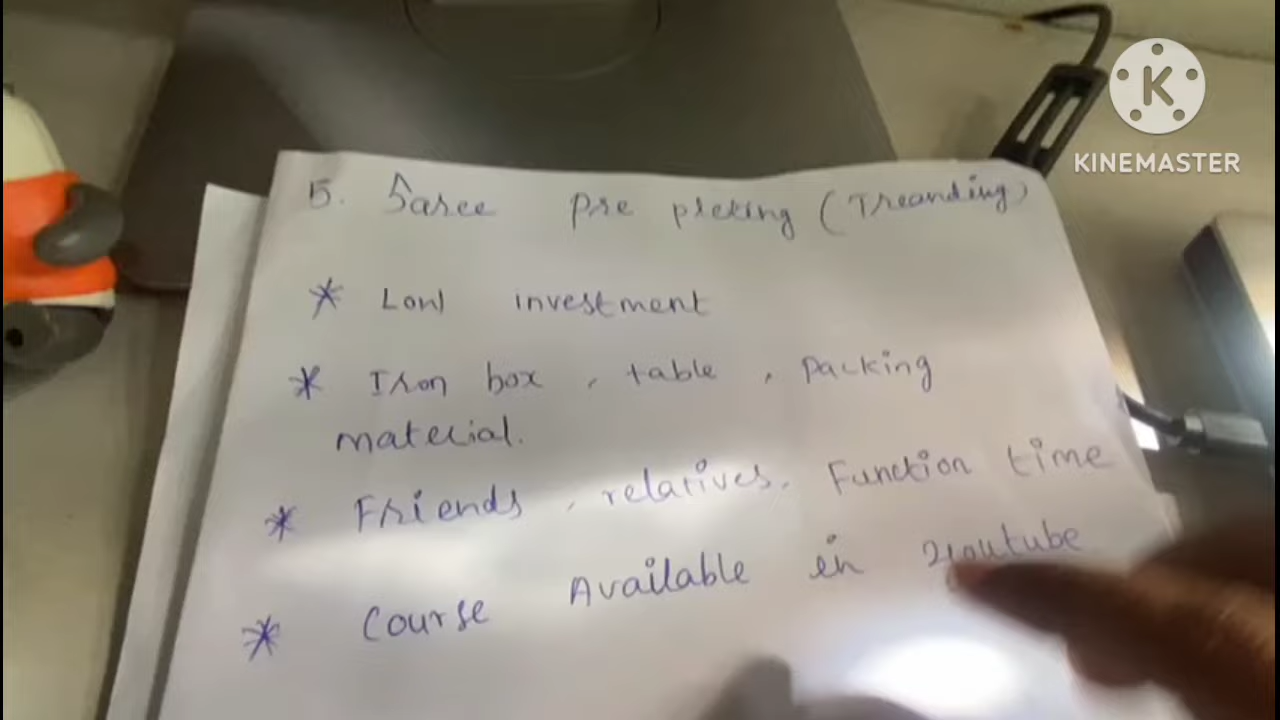 KINEMASTER
5. Saree pre pleting (Treanding)
* Low investment
* Iron box, table, packing
material.
* Friends, relatives, Function time
* Course Available in Youtube